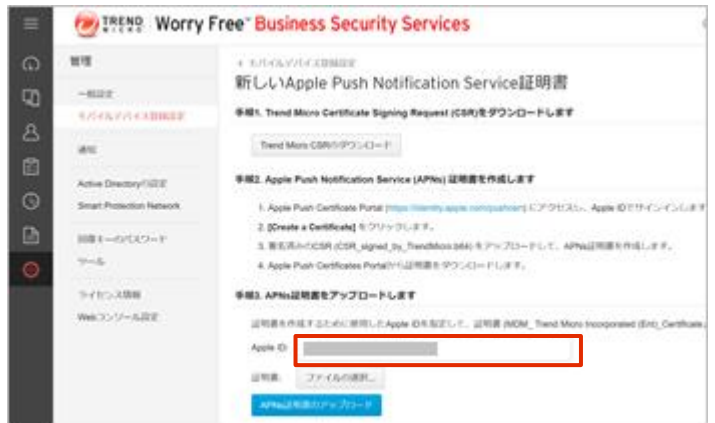 TREND MICRO Worry Free™ Business Security Services
管理
一般設定
モバイルデバイス登録設定
通知
Active Directoryの設定
Smart Protection Network
回復キーのパスワード
ツール
ライセンス情報
Webコンソール設定
モバイルデバイス登録設定
新しいApple Push Notification Service証明書
手順1. Trend Micro Certificate Signing Request (CSR)をダウンロードします
Trend Micro CSRのダウンロード
手順2. Apple Push Notification Service (APNs) 証明書を作成します
1. Apple Push Certificate Portal (https://identity.apple.com/pushcert) にアクセスし、Apple IDでサインインします
2. [Create a Certificate] をクリックします。
3. 署名済みのCSR (CSR_signed_by_TrendMicro.b64) をアップロードして、APNs証明書を作成します。
4. Apple Push Certificates Portalから証明書をダウンロードします。
手順3. APNs証明書をアップロードします
証明書を作成するために使用したApple IDを指定して、証明書 (MDM_ Trend Micro Incorporated (Ent)_Certificate.
Apple ID:
証明書: ファイルの選択...
APNs証明書のアップロード